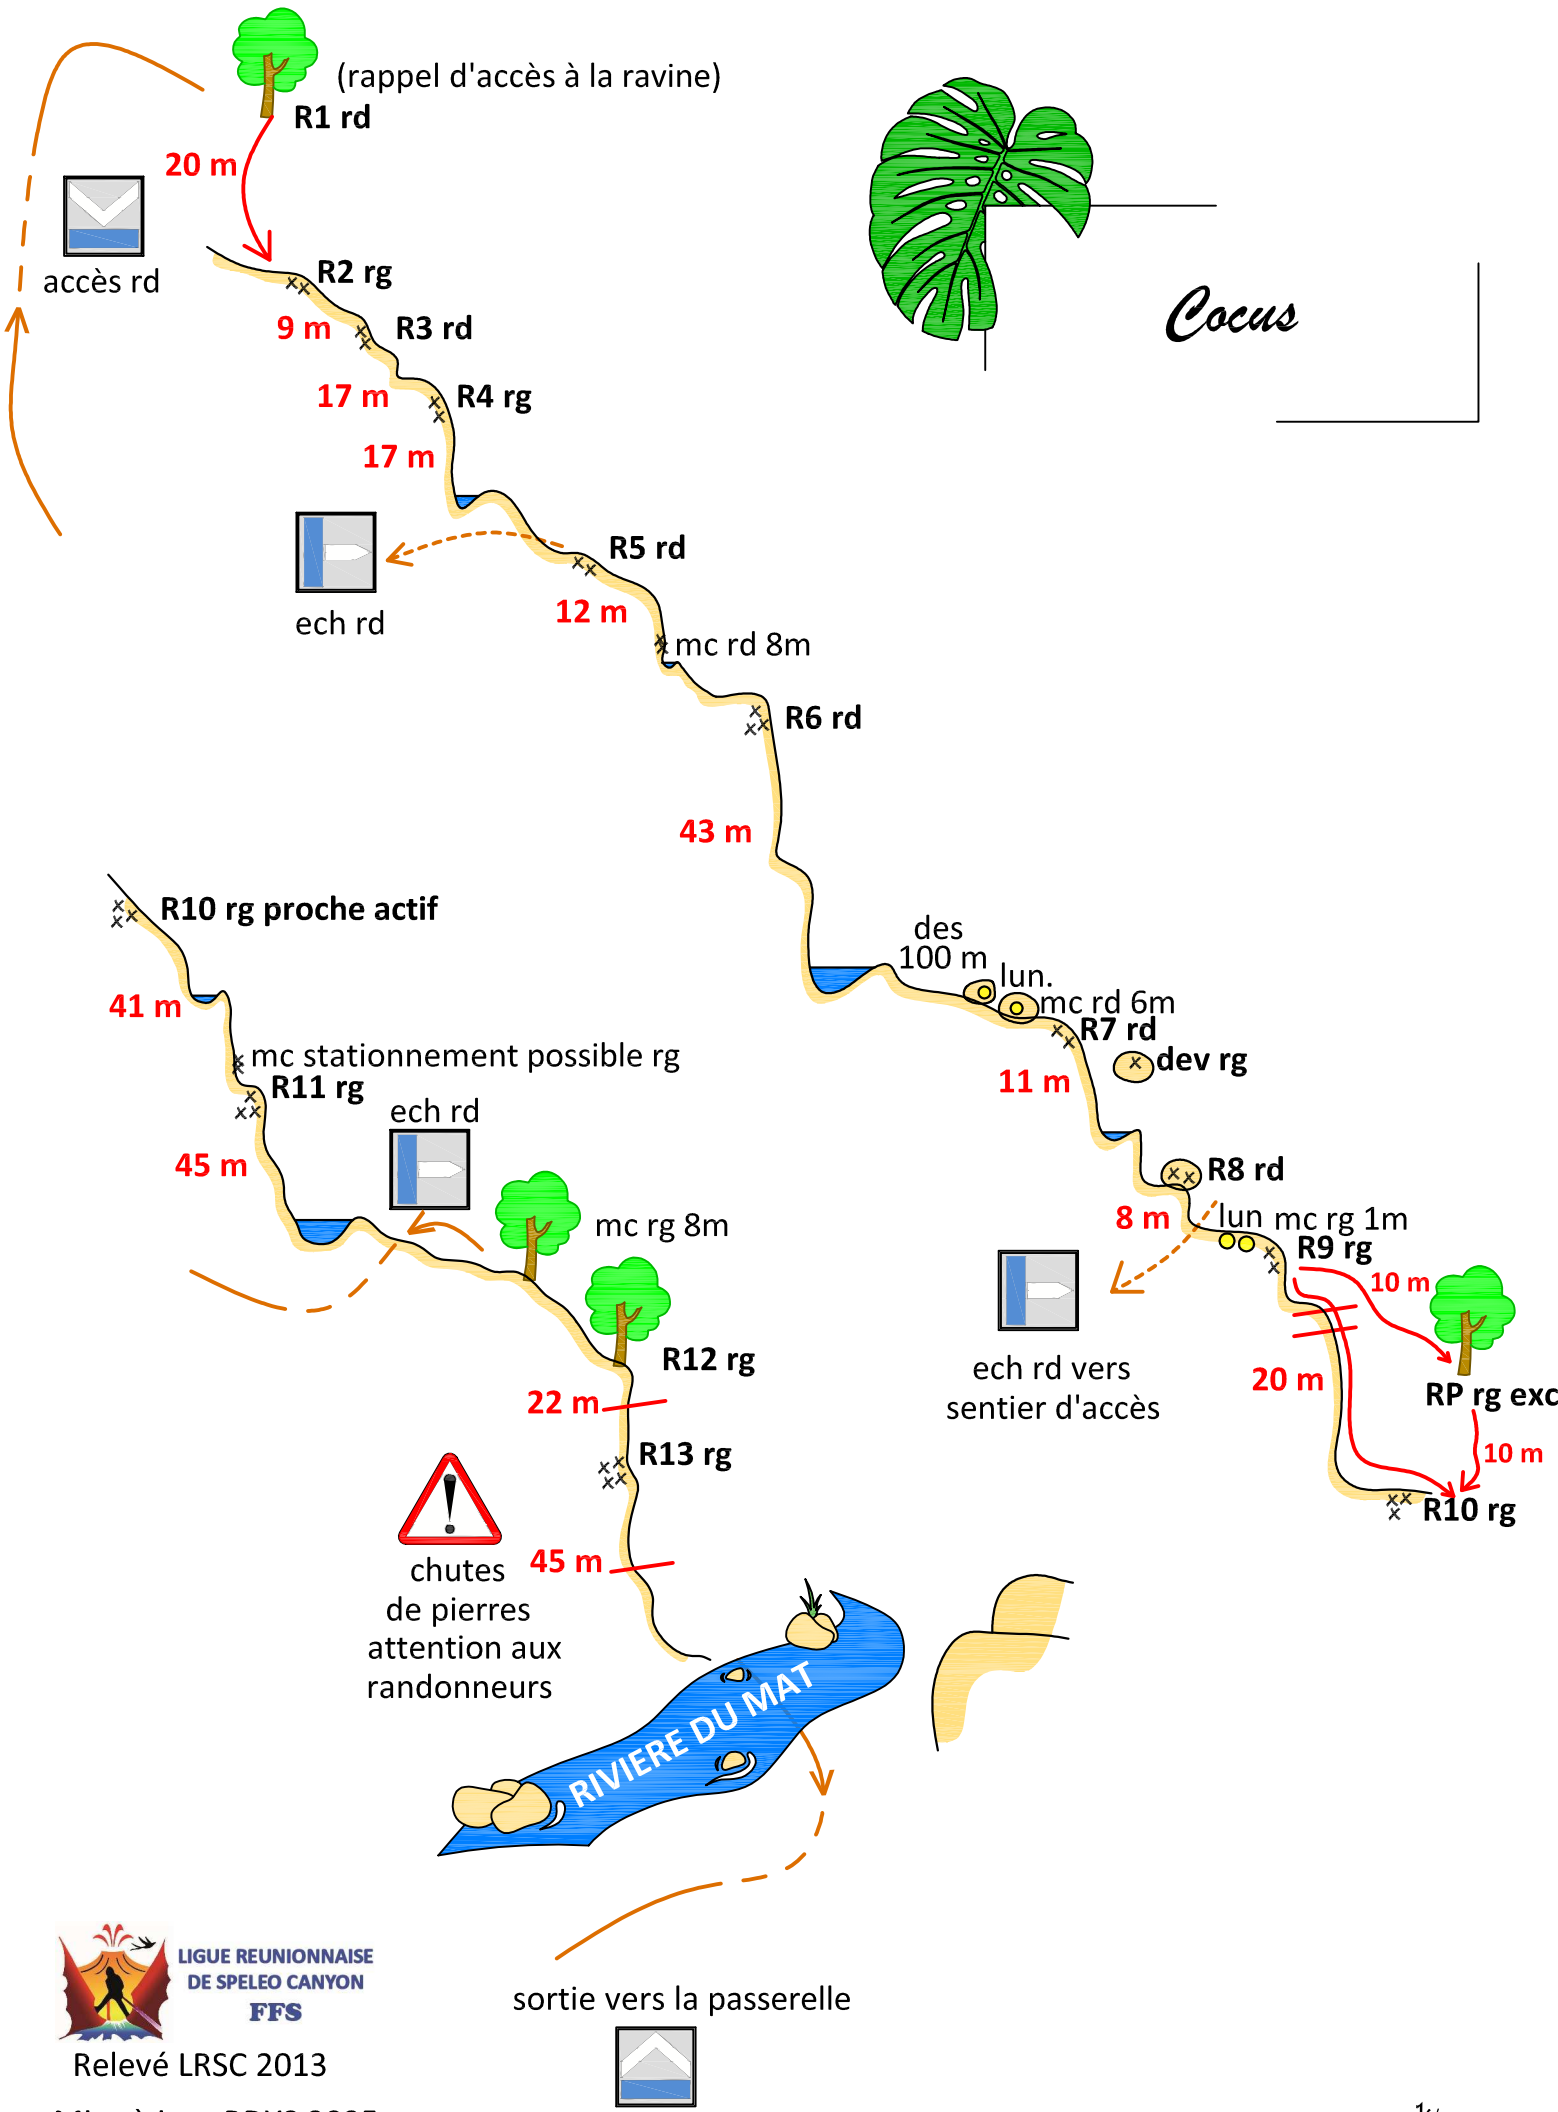 (rappel d'accès à la ravine)
R1 rd
20 m
accès rd
R2 rg
9 m
R3 rd
17 m
R4 rg
17 m
Cocus
R5 rd
ech rd
12 m
mc rd 8m
R6 rd
43 m
des
100 m
lun.
mc rd 6m
R7 rd
dev rg
11 m
R8 rd
8 m
lun
mc rg 1m
R9 rg
10 m
ech rd vers
sentier d'accès
20 m
RP rg exc
10 m
R10 rg
R10 rg proche actif
41 m
mc stationnement possible rg
R11 rg
ech rd
45 m
mc rg 8m
R12 rg
22 m
R13 rg
45 m
chutes
de pierres
attention aux
randonneurs
RIVIERE DU MAT
LIGUE REUNIONNAISE
DE SPELEO CANYON
FFS
Relevé LRSC 2013
sortie vers la passerelle